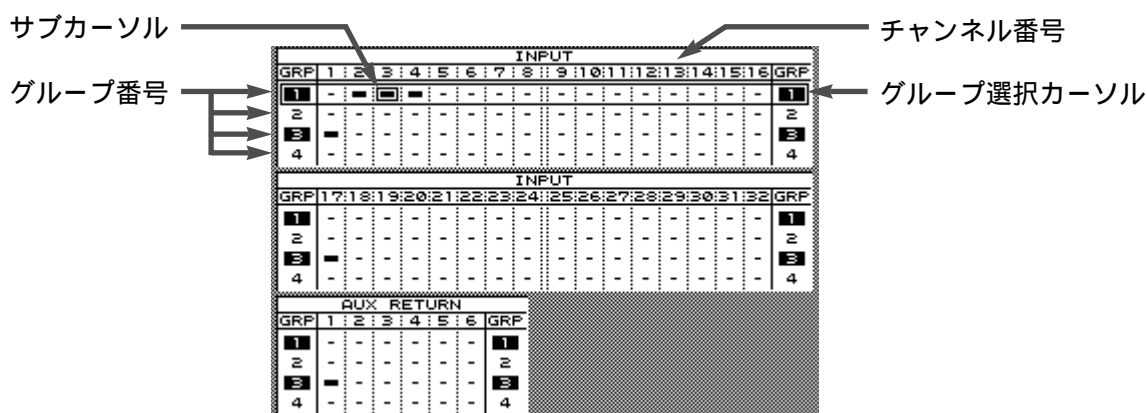 サブカーソル
チャンネル番号
グループ番号
グループ選択カーソル
INPUT
GRP 1 2 3 4 5 6 7 8 9 10 11 12 13 14 15 16 GRP
1 - - - - - - - - - - - - - - - - 1
2 - - - - - - - - - - - - - - - - 2
3 - - - - - - - - - - - - - - - - 3
4 - - - - - - - - - - - - - - - - 4
INPUT
GRP 17 18 19 20 21 22 23 24 25 26 27 28 29 30 31 32 GRP
1 - - - - - - - - - - - - - - - - 1
2 - - - - - - - - - - - - - - - - 2
3 - - - - - - - - - - - - - - - - 3
4 - - - - - - - - - - - - - - - - 4
AUX RETURN
GRP 1 2 3 4 5 6 GRP
1 - - - - - - 1
2 - - - - - - 2
3 - - - - - - 3
4 - - - - - - 4